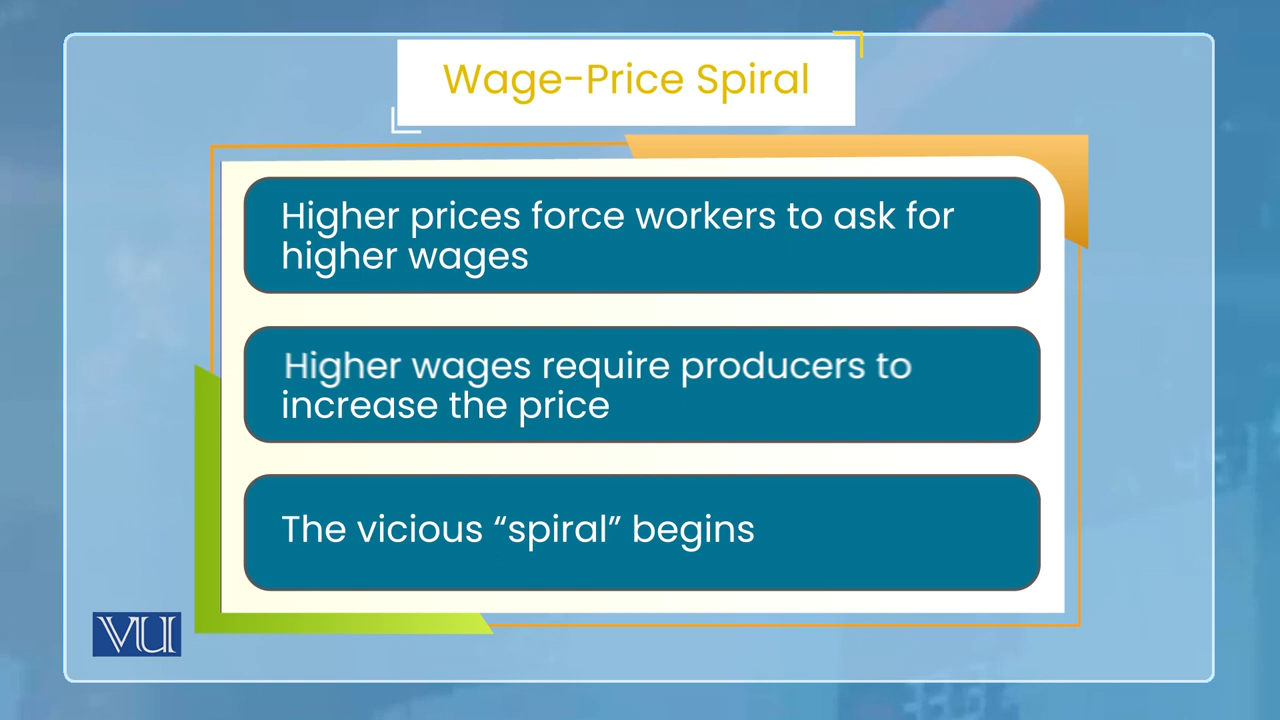 Wage-Price Spiral
Higher prices force workers to ask for
higher wages
Higher wages require producers to
increase the price
The vicious “spiral” begins
VU